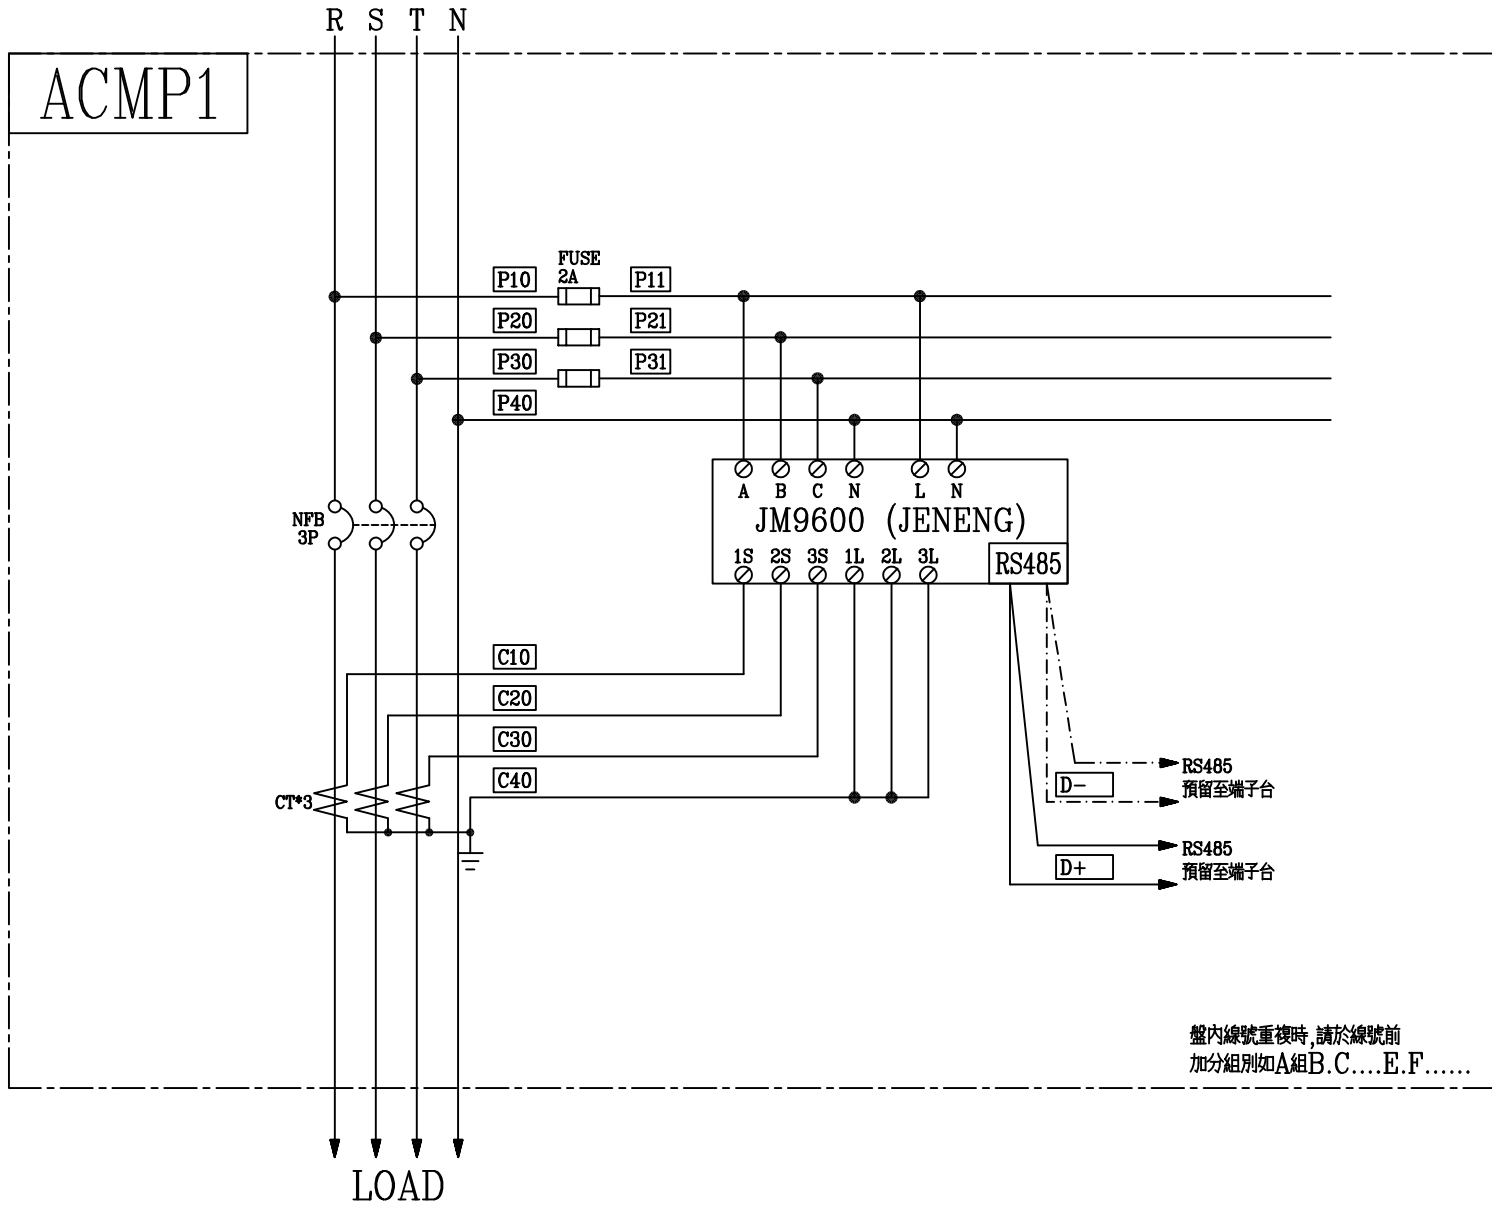 R S T N
ACMP1
FUSE
2A
P10
P11
P20
P21
P30
P31
P40
A B C N L N
NFB
3P
JM9600 (JENENG)
1S 2S 3S 1L 2L 3L
RS485
C10
C20
C30
C40
CT*3
RS485
預留至端子台
D-
RS485
預留至端子台
D+
盤內線號重複時,請於線號前
加分組別如A組B.C....E.F......
LOAD